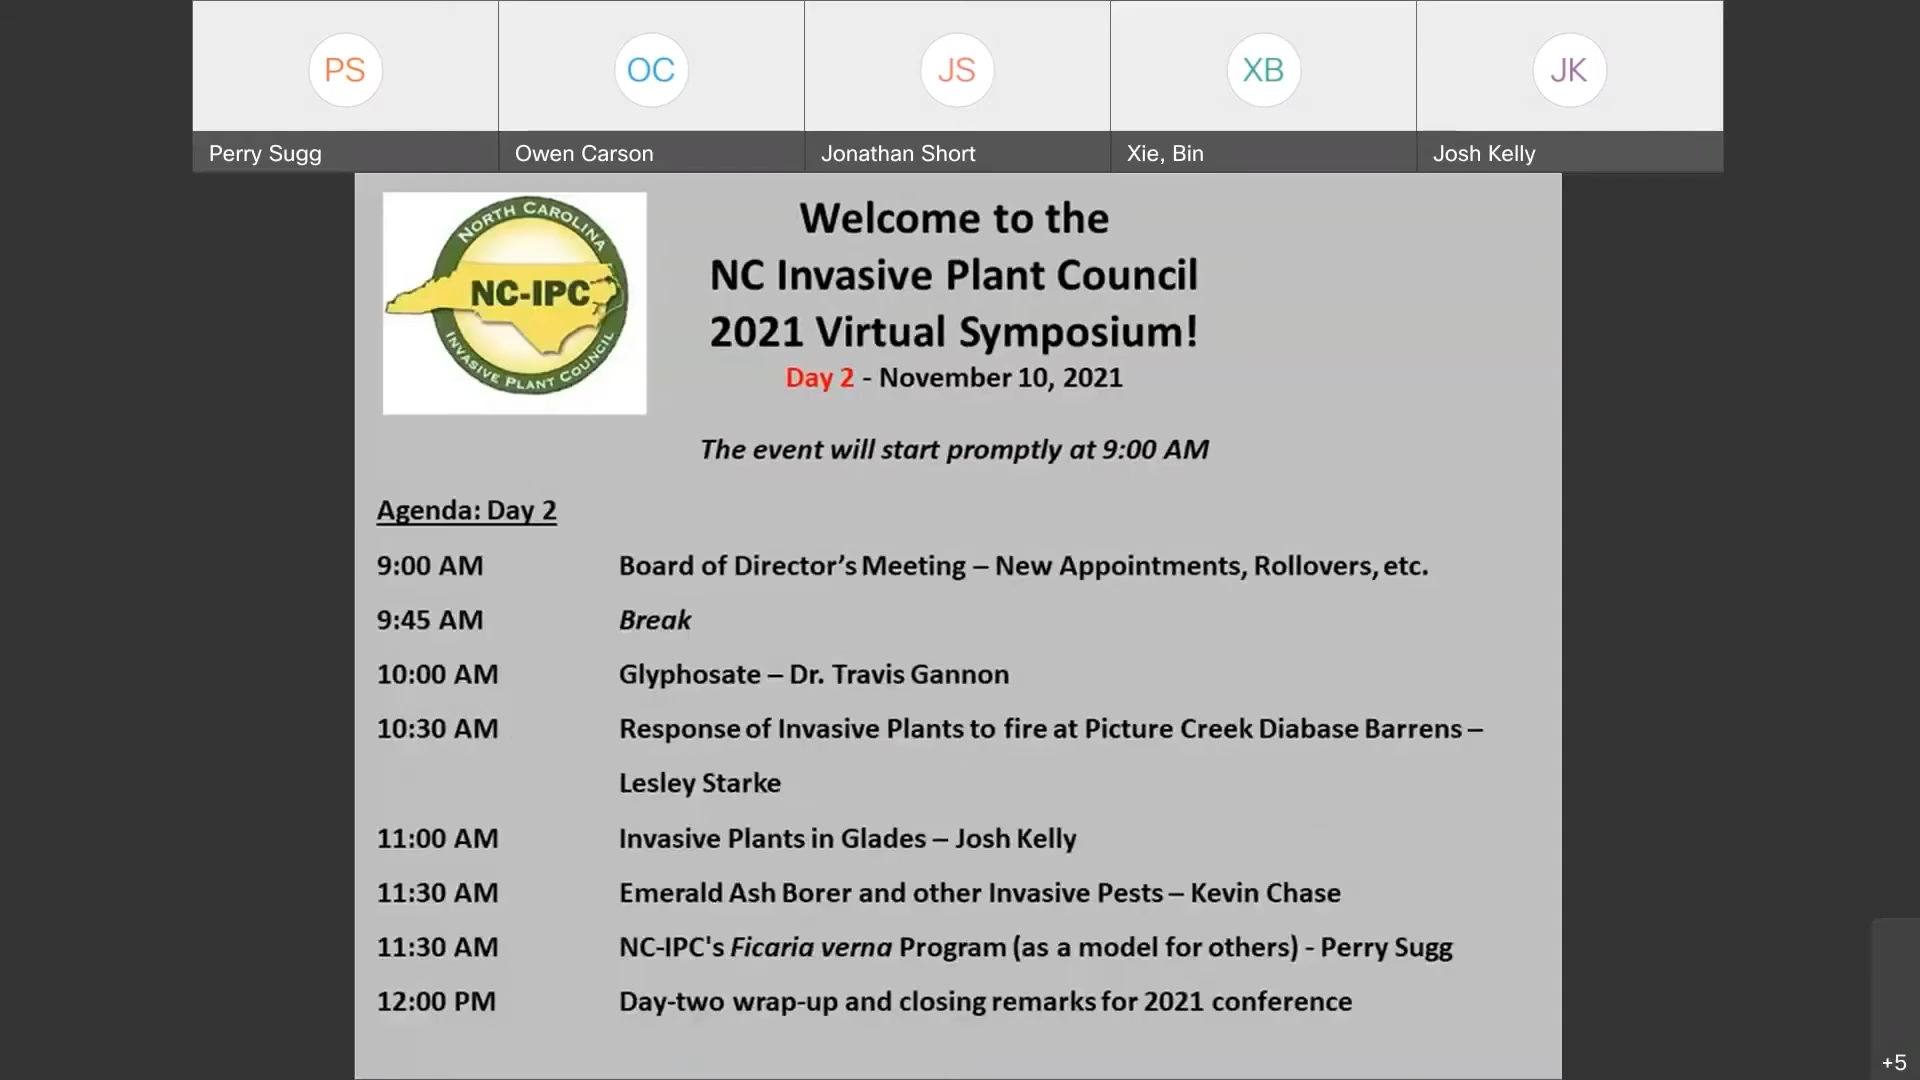 PS
OC
JS
XB
JK
Perry Sugg
Owen Carson
Jonathan Short
Xie, Bin
Josh Kelly
NORTH CAROLINA
NC-IPC
INVASIVE PLANT COUNCIL
Welcome to the
NC Invasive Plant Council
2021 Virtual Symposium!
Day 2 - November 10, 2021
The event will start promptly at 9:00 AM
Agenda: Day 2
9:00 AM Board of Director’s Meeting – New Appointments, Rollovers, etc.
9:45 AM Break
10:00 AM Glyphosate – Dr. Travis Gannon
10:30 AM Response of Invasive Plants to fire at Picture Creek Diabase Barrens –
Lesley Starke
11:00 AM Invasive Plants in Glades – Josh Kelly
11:30 AM Emerald Ash Borer and other Invasive Pests – Kevin Chase
11:30 AM NC-IPC's Ficaria verna Program (as a model for others) - Perry Sugg
12:00 PM Day-two wrap-up and closing remarks for 2021 conference
+5